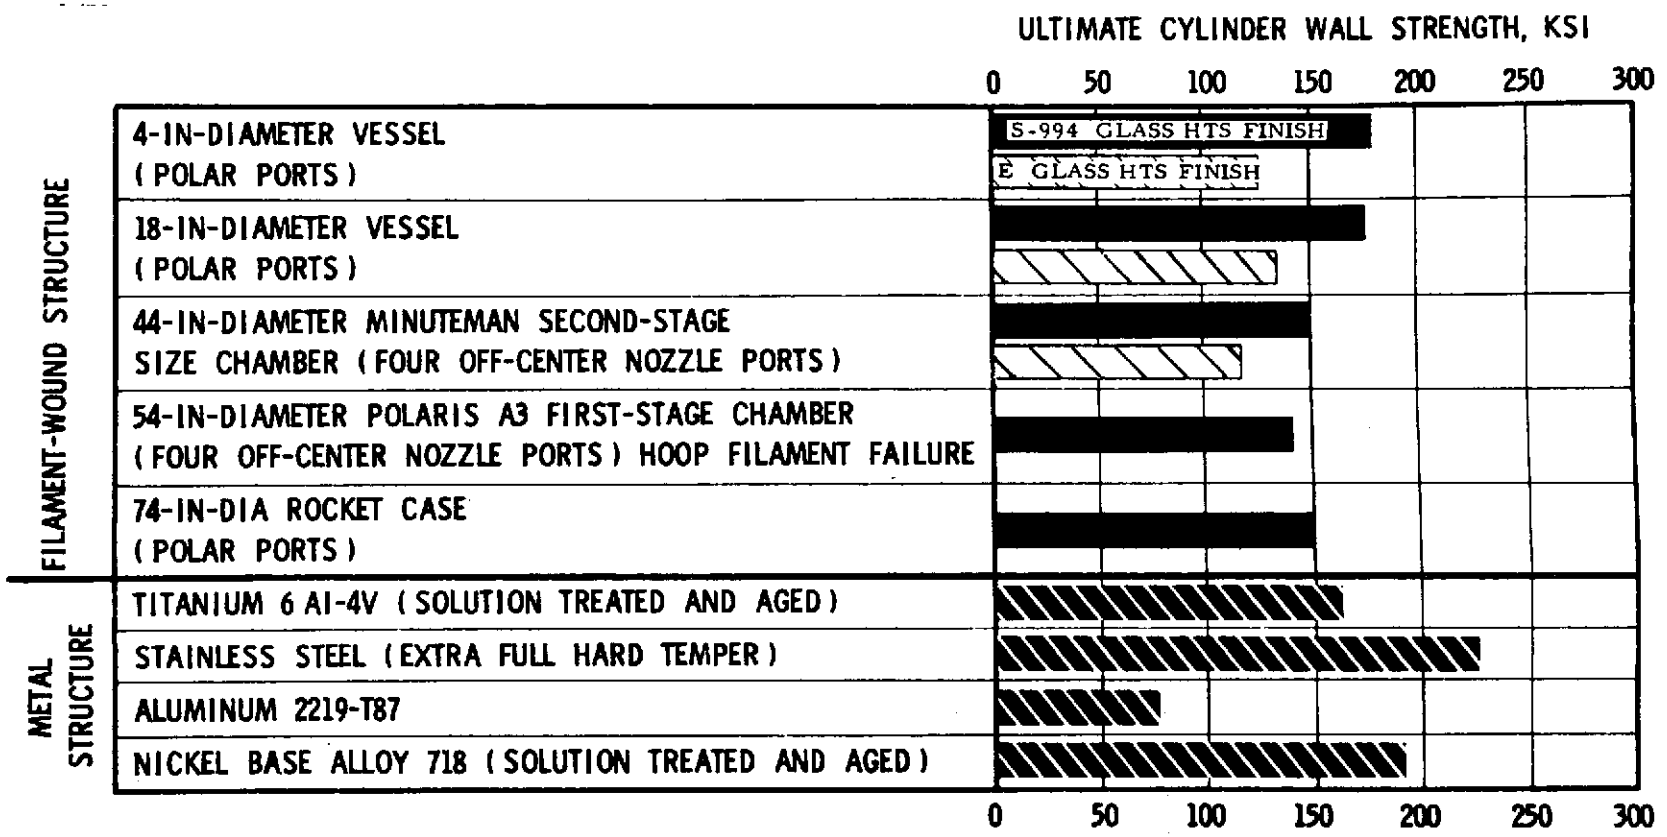 ULTIMATE CYLINDER WALL STRENGTH, KSI
0 50 100 150 200 250 300
FILAMENT-WOUND STRUCTURE
4-IN-DIAMETER VESSEL
(POLAR PORTS)
S-994 GLASS HTS FINISH
E GLASS HTS FINISH
18-IN-DIAMETER VESSEL
(POLAR PORTS)
44-IN-DIAMETER MINUTEMAN SECOND-STAGE
SIZE CHAMBER (FOUR OFF-CENTER NOZZLE PORTS)
54-IN-DIAMETER POLARIS A3 FIRST-STAGE CHAMBER
(FOUR OFF-CENTER NOZZLE PORTS) HOOP FILAMENT FAILURE
74-IN-DIA ROCKET CASE
(POLAR PORTS)
METAL
STRUCTURE
TITANIUM 6 Al-4V (SOLUTION TREATED AND AGED)
STAINLESS STEEL (EXTRA FULL HARD TEMPER)
ALUMINUM 2219-T87
NICKEL BASE ALLOY 718 (SOLUTION TREATED AND AGED)
0 50 100 150 200 250 300